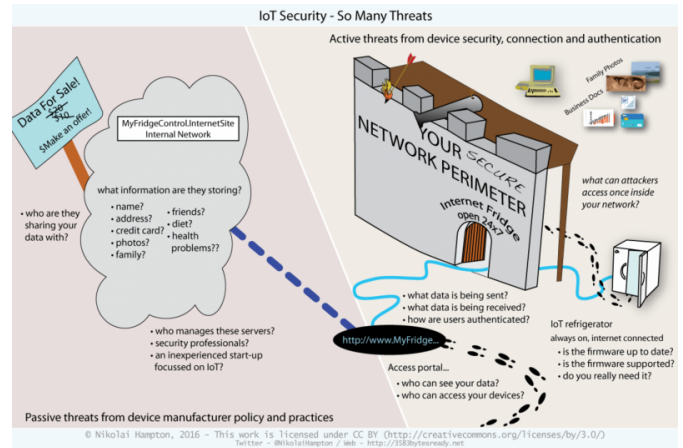 IoT Security - So Many Threats
Active threats from device security, connection and authentication
Data For Sale!
$20
$10
$Make an offer!
MyFridgeControl.InternetSite
Internal Network
what information are they storing?
• name?
• address?
• credit card?
• photos?
• family?
• friends?
• diet?
• health
problems??
• who are they
sharing your
data with?
• who manages these servers?
• security professionals?
• an inexperienced start-up
focussed on IoT?
Passive threats from device manufacturer policy and practices
YOUR SECURE
NETWORK PERIMETER
Internet Fridge
open 24x7
Family Photos
Business Docs
what can attackers
access once inside
your network?
• what data is being sent?
• what data is being received?
• how are users authenticated?
http://www.MyFridge...
Access portal...
• who can see your data?
• who can access your devices?
IoT refrigerator
always on, internet connected
• is the firmware up to date?
• is the firmware supported?
• do you really need it?
© Nikolai Hampton, 2016 - This work is licensed under CC BY (http://creativecommons.org/licenses/by/3.0/)
Twitter - @NikolaiHampton / Web - http://3583bytesready.net